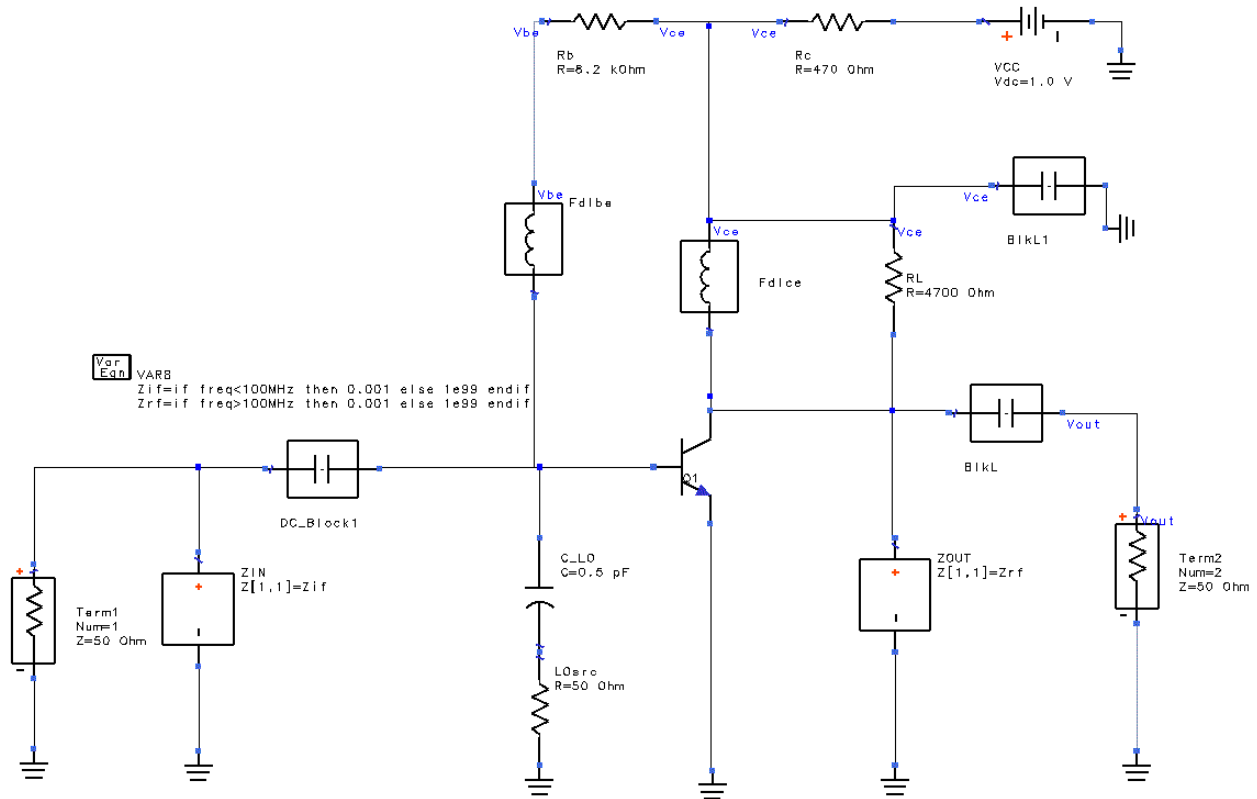 Vbe
Rb
R=8.2 kOhm
Vce
Vce
Rc
R=470 Ohm
+
-
VCC
Vdc=1.0 V
Vbe
Fdlbe
Vce
Fdlce
Vce
RL
R=4700 Ohm
Vce
BlkL1
Var
Eqn
VAR8
Zif=if freq<100MHz then 0.001 else 1e99 endif
Zrf=if freq>100MHz then 0.001 else 1e99 endif
DC_Block1
Q1
BlkL
Vout
+
Term1
Num=1
Z=50 Ohm
-
+
ZIN
Z[1,1]=Zif
-
C_LO
C=0.5 pF
LOsrc
R=50 Ohm
+
ZOUT
Z[1,1]=Zrf
-
+
Vout
Term2
Num=2
Z=50 Ohm
-